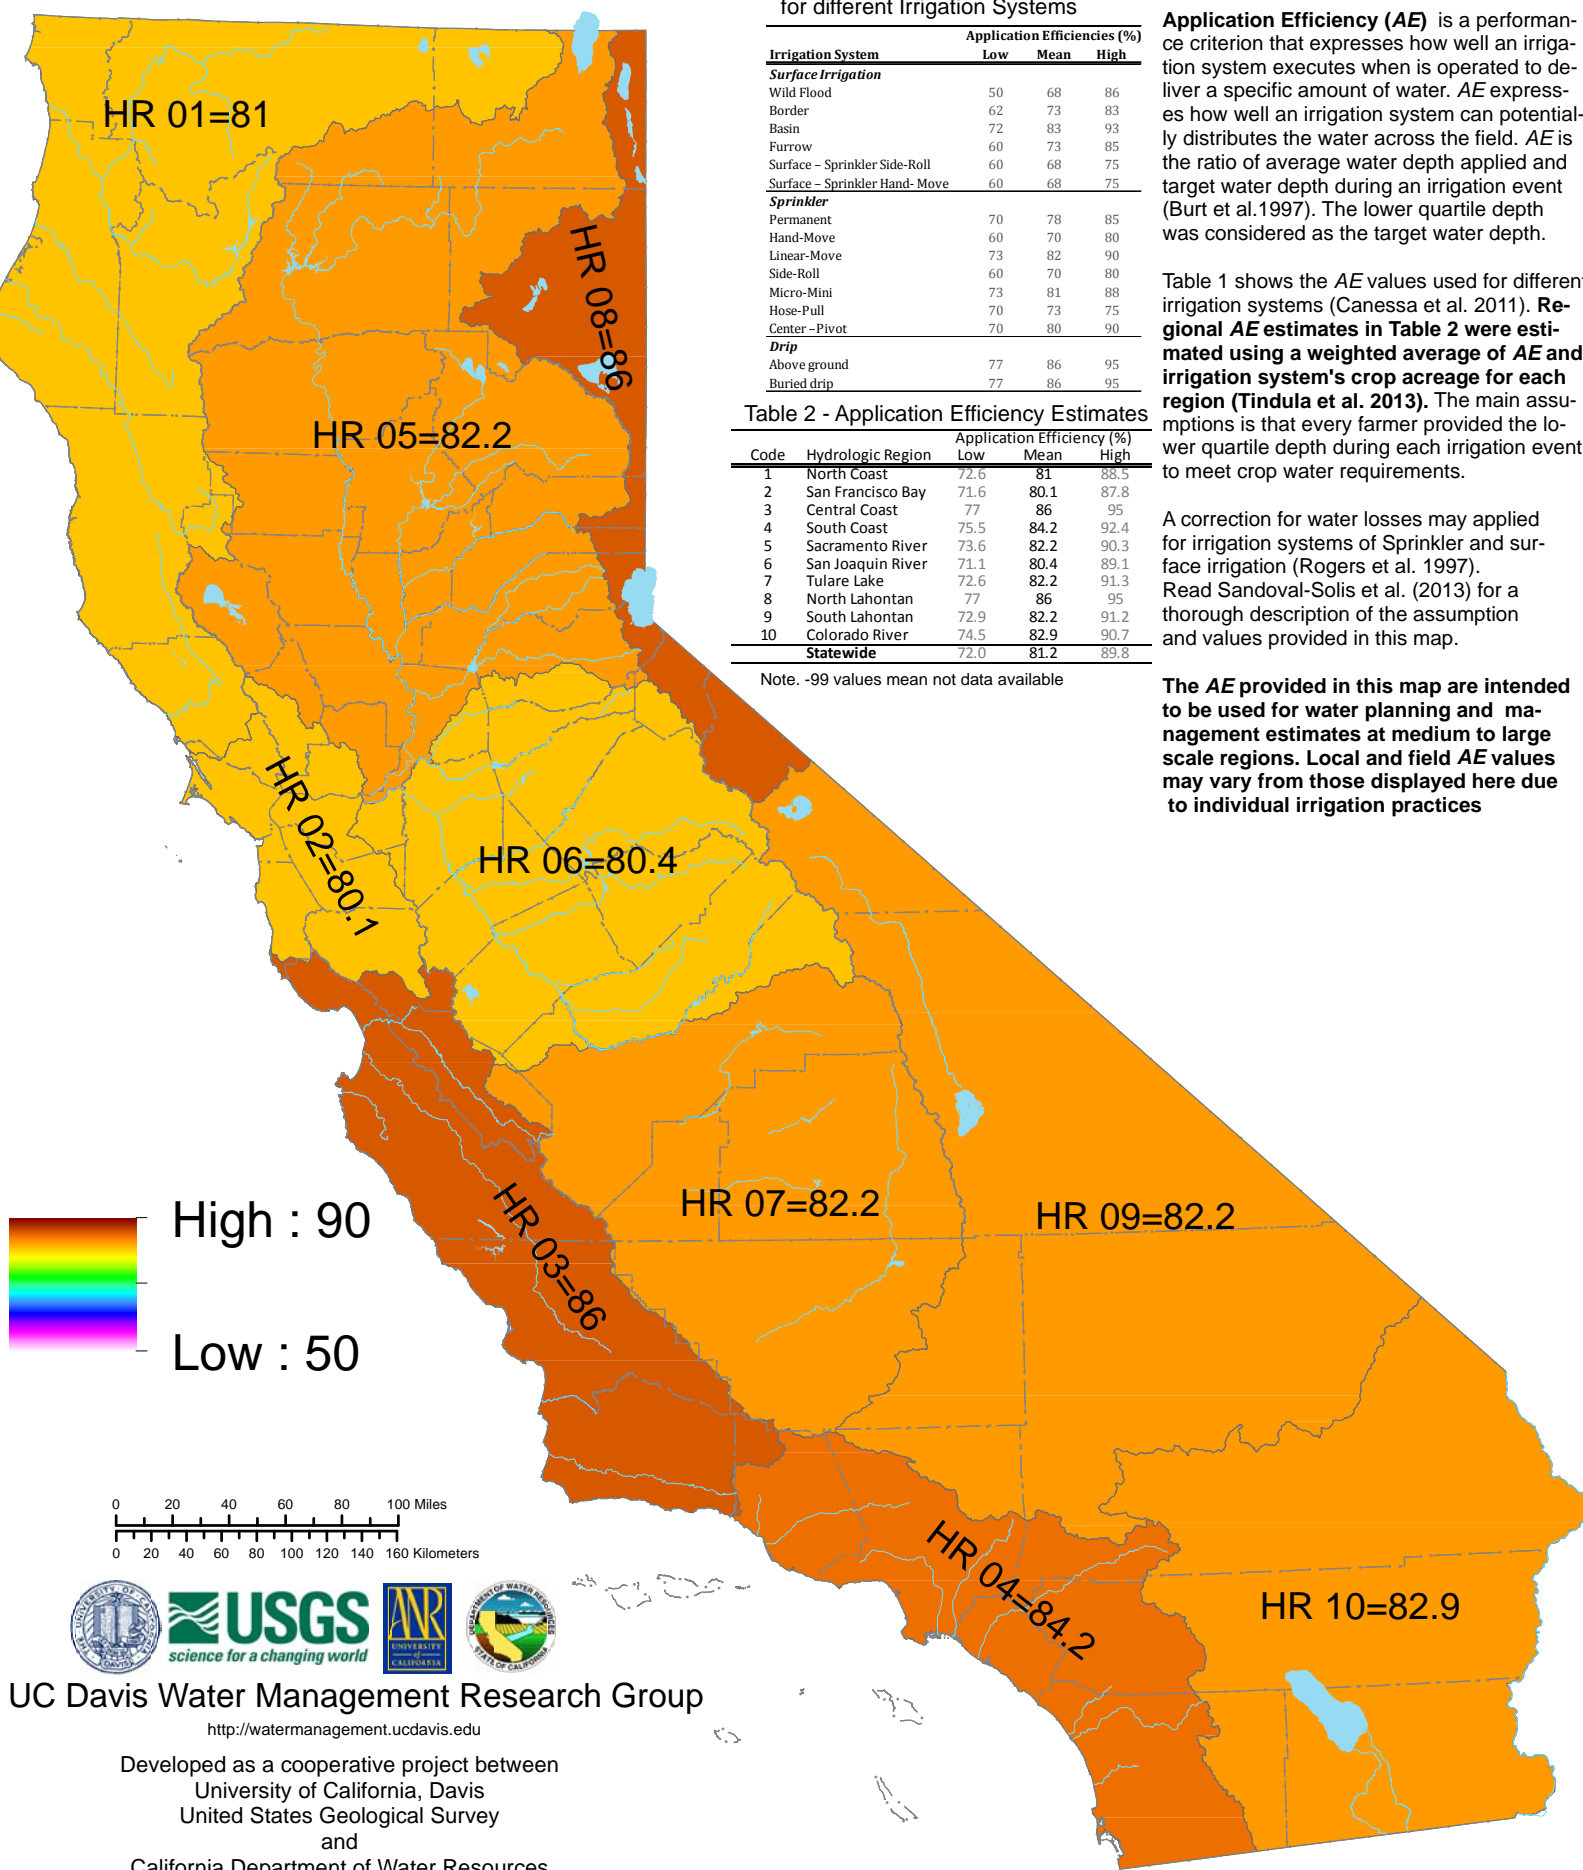 for different Irrigation Systems
Application Efficiencies (%)
Irrigation System Low Mean High
Surface Irrigation
Wild Flood 50 68 86
Border 62 73 83
Basin 72 83 93
Furrow 60 73 85
Surface – Sprinkler Side-Roll 60 68 75
Surface – Sprinkler Hand- Move 60 68 75
Sprinkler
Permanent 70 78 85
Hand-Move 60 70 80
Linear-Move 73 82 90
Side-Roll 60 70 80
Micro-Mini 73 81 88
Hose-Pull 70 73 75
Center – Pivot 70 80 90
Drip
Above ground 77 86 95
Buried drip 77 86 95
Table 2 - Application Efficiency Estimates
Application Efficiency (%)
Code Hydrologic Region Low Mean High
1 North Coast 72.6 81 88.5
2 San Francisco Bay 71.6 80.1 87.8
3 Central Coast 77 86 95
4 South Coast 75.5 84.2 92.4
5 Sacramento River 73.6 82.2 90.3
6 San Joaquin River 71.1 80.4 89.1
7 Tulare Lake 72.6 82.2 91.3
8 North Lahontan 77 86 95
9 South Lahontan 72.9 82.2 91.2
10 Colorado River 74.5 82.9 90.7
Statewide 72.0 81.2 89.8
Note. -99 values mean not data available
Application Efficiency (AE) is a performan-
ce criterion that expresses how well an irriga-
tion system executes when is operated to de-
liver a specific amount of water. AE express-
es how well an irrigation system can potential-
ly distributes the water across the field. AE is
the ratio of average water depth applied and
target water depth during an irrigation event
(Burt et al.1997). The lower quartile depth
was considered as the target water depth.
Table 1 shows the AE values used for different
irrigation systems (Canessa et al. 2011). Re-
gional AE estimates in Table 2 were esti-
mated using a weighted average of AE and
irrigation system's crop acreage for each
region (Tindula et al. 2013). The main assu-
mptions is that every farmer provided the lo-
wer quartile depth during each irrigation event
to meet crop water requirements.
A correction for water losses may applied
for irrigation systems of Sprinkler and sur-
face irrigation (Rogers et al. 1997).
Read Sandoval-Solis et al. (2013) for a
thorough description of the assumption
and values provided in this map.
The AE provided in this map are intended
to be used for water planning and ma-
nagement estimates at medium to large
scale regions. Local and field AE values
may vary from those displayed here due
to individual irrigation practices
HR 01=81
HR 08=86
HR 05=82.2
HR 02=80.1
HR 06=80.4
HR 03=86
HR 07=82.2
HR 09=82.2
HR 04=84.2
HR 10=82.9
High : 90
Low : 50
0 20 40 60 80 100 Miles
0 20 40 60 80 100 120 140 160 Kilometers
THE UNIVERSITY OF CALIFORNIA DAVIS
USGS
science for a changing world
ANR
UNIVERSITY
of
CALIFORNIA
DEPARTMENT OF WATER RESOURCES
STATE OF CALIFORNIA
UC Davis Water Management Research Group
http://watermanagement.ucdavis.edu
Developed as a cooperative project between
University of California, Davis
United States Geological Survey
and
California Department of Water Resources